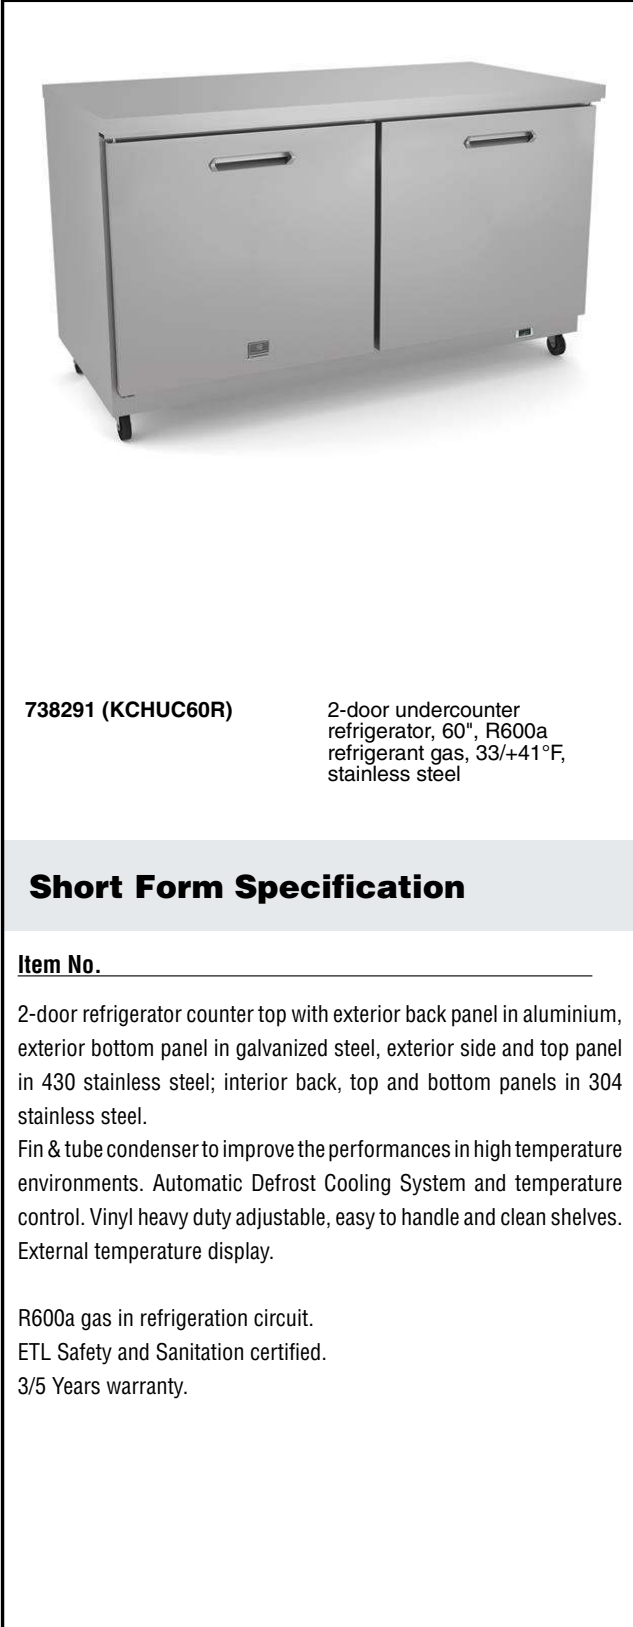 738291 (KCHUC60R)
2-door undercounter
refrigerator, 60", R600a
refrigerant gas, 33/+41°F,
stainless steel
Short Form Specification
Item No.
2-door refrigerator counter top with exterior back panel in aluminium,
exterior bottom panel in galvanized steel, exterior side and top panel
in 430 stainless steel; interior back, top and bottom panels in 304
stainless steel.
Fin & tube condenser to improve the performances in high temperature
environments. Automatic Defrost Cooling System and temperature
control. Vinyl heavy duty adjustable, easy to handle and clean shelves.
External temperature display.
R600a gas in refrigeration circuit.
ETL Safety and Sanitation certified.
3/5 Years warranty.